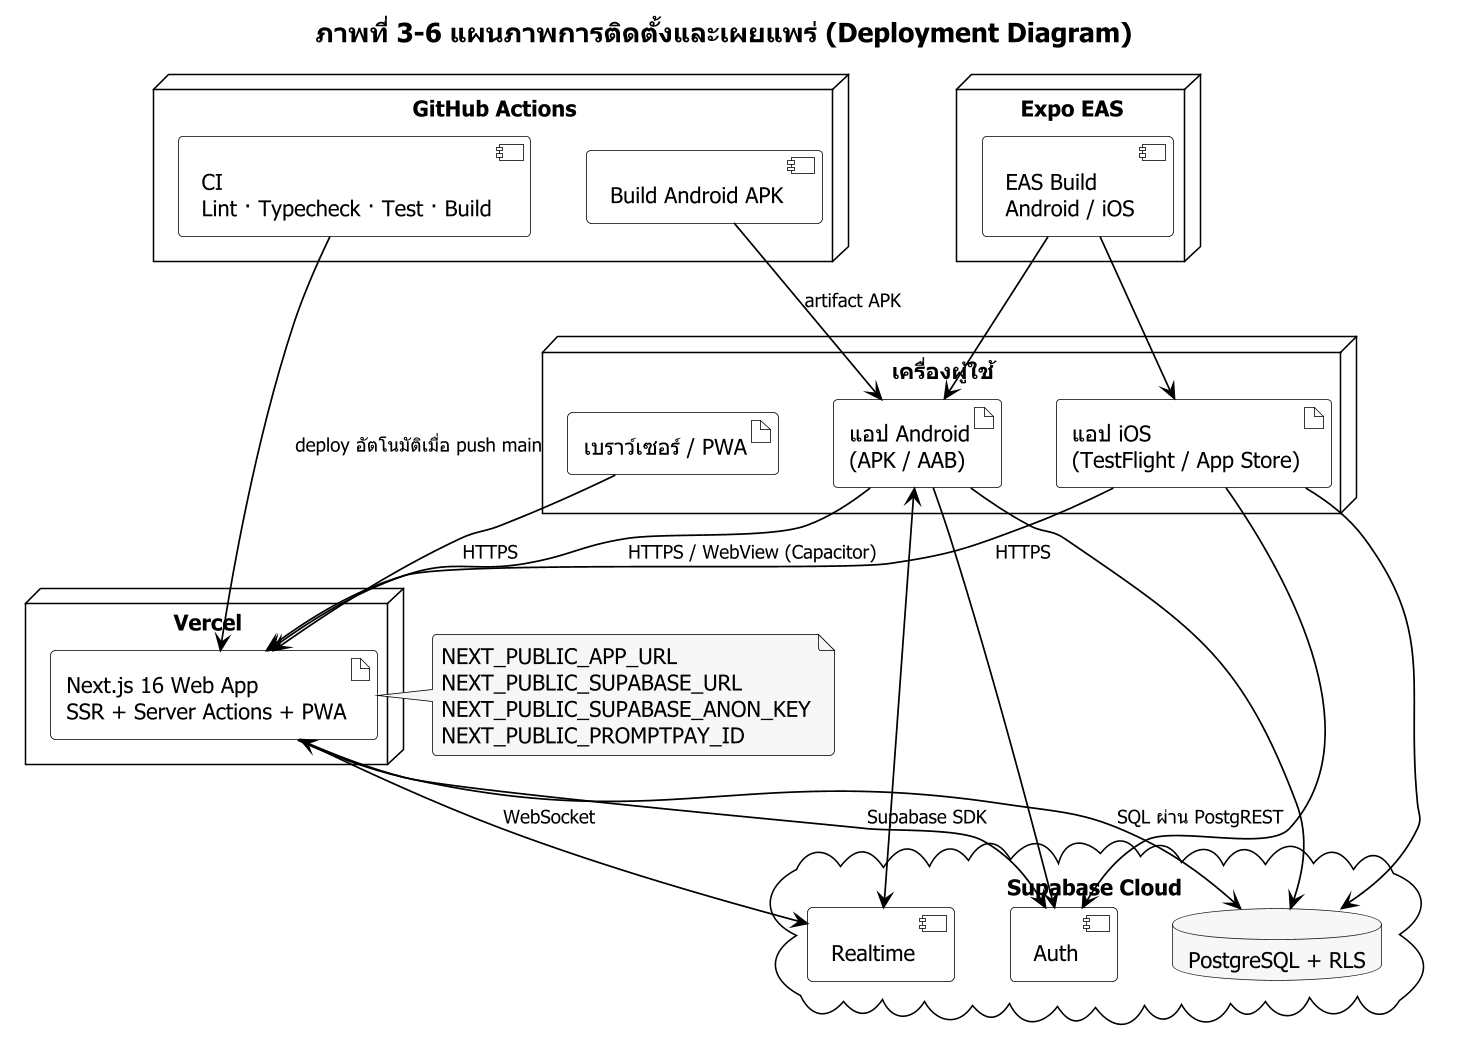 ภาพที่ 3-6 แผนภาพการติดตั้งและเผยแพร่ (Deployment Diagram)
GitHub Actions
Expo EAS
CI
Lint · Typecheck · Test · Build
Build Android APK
EAS Build
Android / iOS
artifact APK
เครื่องผู้ใช้
deploy อัตโนมัติเมื่อ push main
เบราว์เซอร์ / PWA
แอป Android
(APK / AAB)
แอป iOS
(TestFlight / App Store)
HTTPS
HTTPS / WebView (Capacitor)
HTTPS
Vercel
Next.js 16 Web App
SSR + Server Actions + PWA
NEXT_PUBLIC_APP_URL
NEXT_PUBLIC_SUPABASE_URL
NEXT_PUBLIC_SUPABASE_ANON_KEY
NEXT_PUBLIC_PROMPTPAY_ID
WebSocket
Supabase SDK
SQL ผ่าน PostgREST
Supabase Cloud
Realtime
Auth
PostgreSQL + RLS